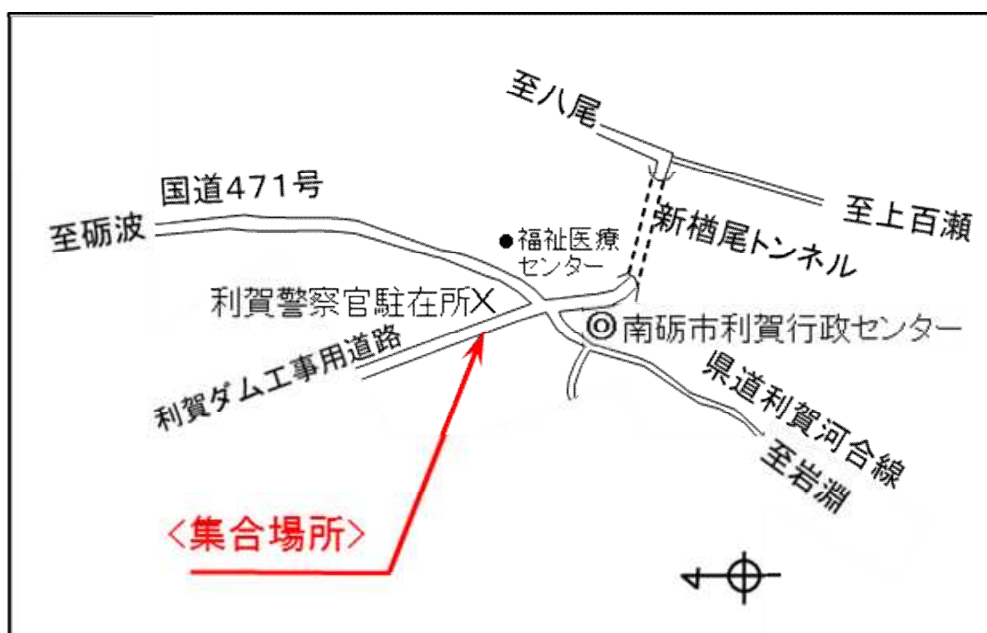 至八尾
国道471号
至砺波
至上百瀬
新楢尾トンネル
●福祉医療
センター
利賀警察官駐在所X
◎南砺市利賀行政センター
利賀ダム工事用道路
県道利賀河合線
至岩淵
<集合場所>